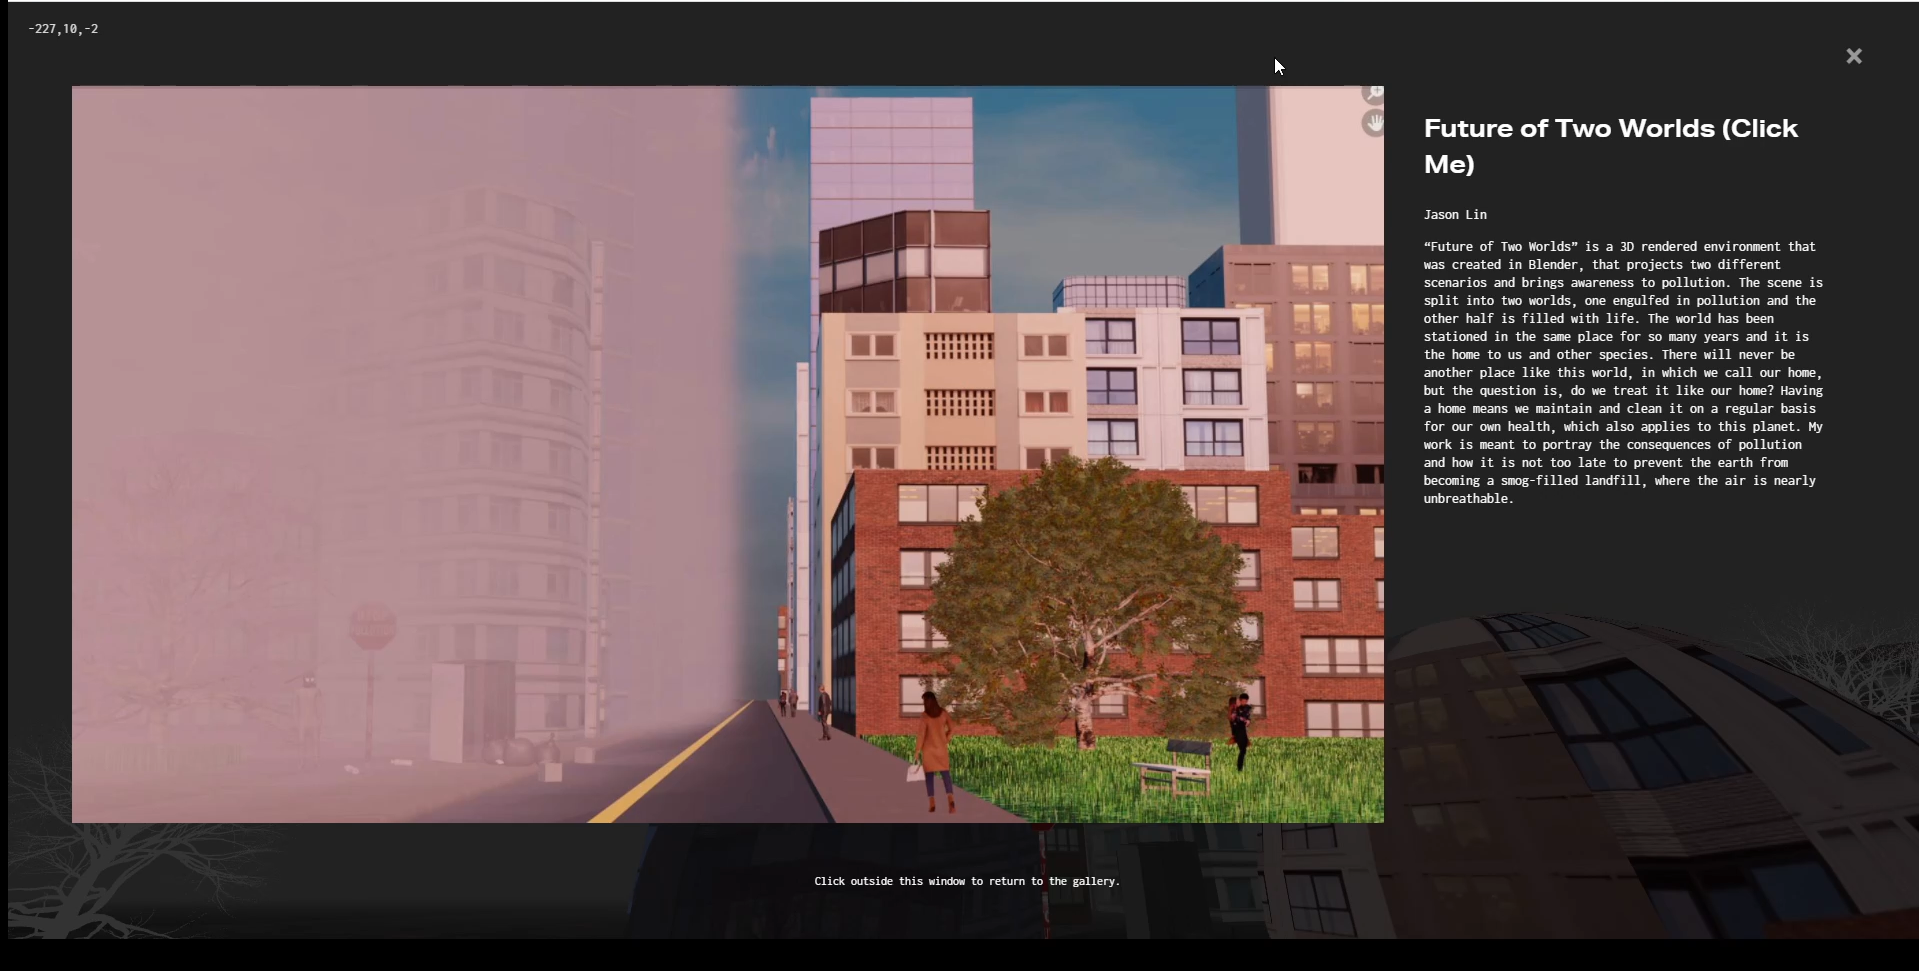 -227,10,-2
Future of Two Worlds (Click
Me)
Jason Lin
“Future of Two Worlds” is a 3D rendered environment that
was created in Blender, that projects two different
scenarios and brings awareness to pollution. The scene is
split into two worlds, one engulfed in pollution and the
other half is filled with life. The world has been
stationed in the same place for so many years and it is
the home to us and other species. There will never be
another place like this world, in which we call our home,
but the question is, do we treat it like our home? Having
a home means we maintain and clean it on a regular basis
for our own health, which also applies to this planet. My
work is meant to portray the consequences of pollution
and how it is not too late to prevent the earth from
becoming a smog-filled landfill, where the air is nearly
unbreathable.
Click outside this window to return to the gallery.